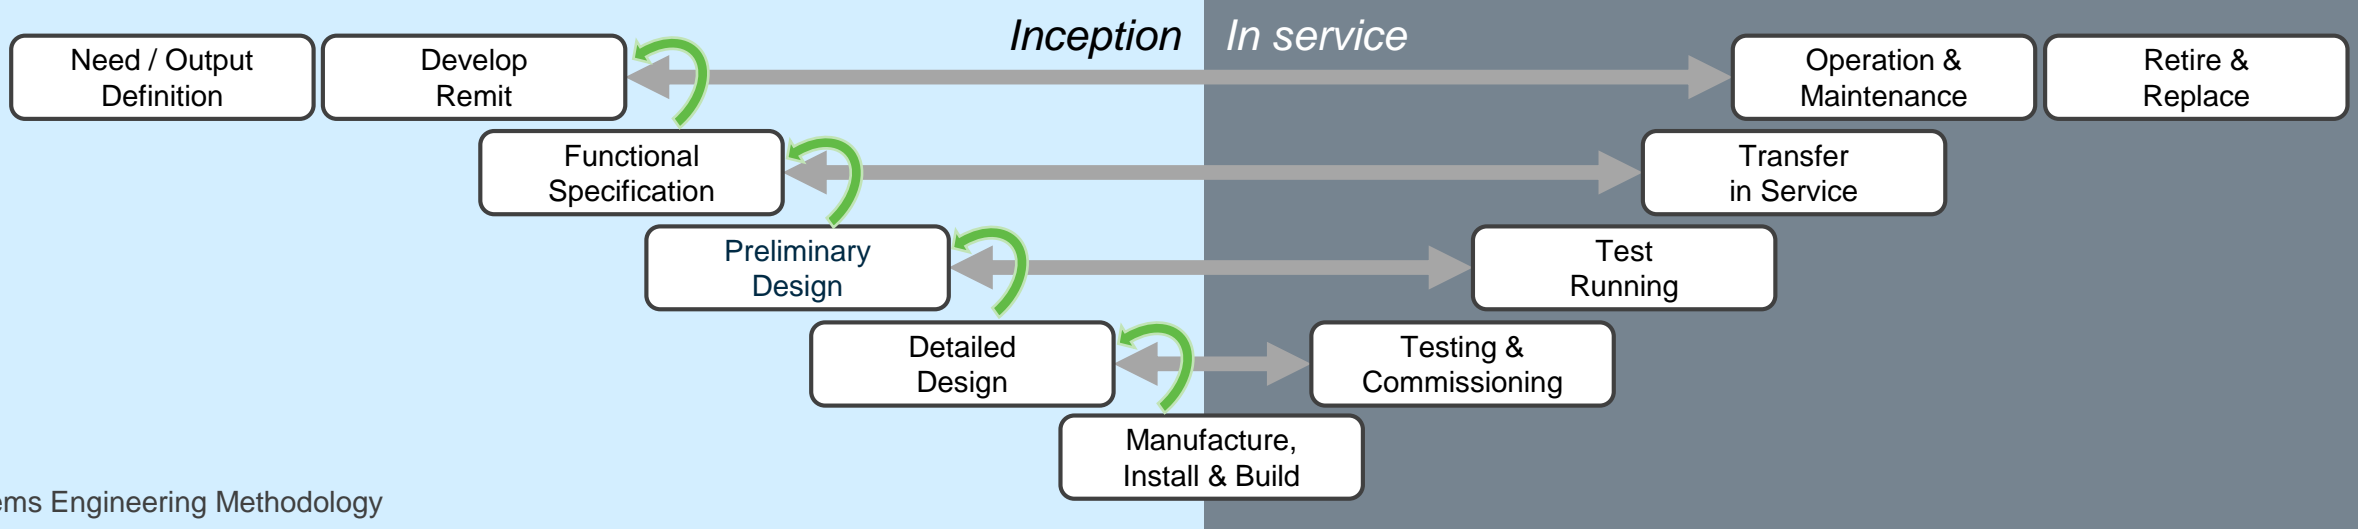 Inception
In service
Need / Output
Definition
Develop
Remit
Operation &
Maintenance
Retire &
Replace
Functional
Specification
Transfer
in Service
Preliminary
Design
Test
Running
Detailed
Design
Testing &
Commissioning
Manufacture,
Install & Build
Engineering Methodology